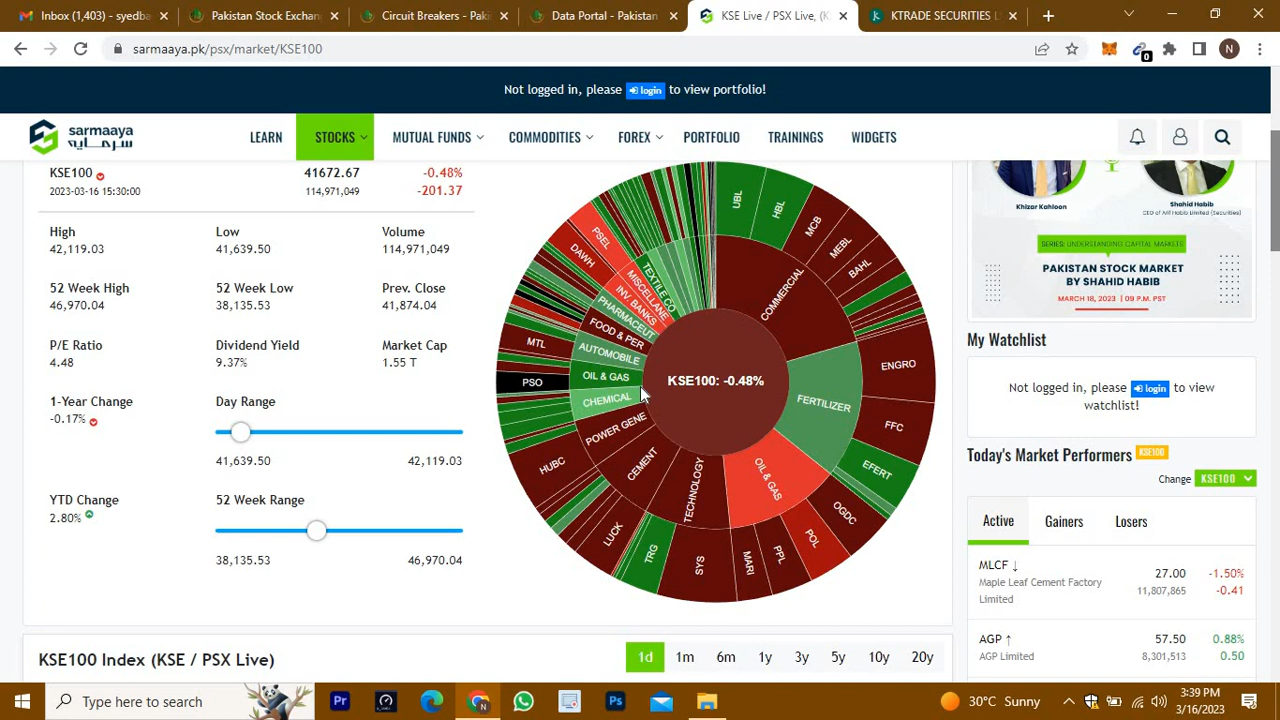 Inbox (1,403) - syedba
Pakistan Stock Exchan
Circuit Breakers - Paki
Data Portal - Pakistan
KSE Live / PSX Live, (K
KTRADE SECURITIES L
sarmaaya.pk/psx/market/KSE100
0
N
Not logged in, please login to view portfolio!
sarmaaya
سرمایہ
LEARN
STOCKS
MUTUAL FUNDS
COMMODITIES
FOREX
PORTFOLIO
TRAININGS
WIDGETS
KSE100
41672.67
-0.48%
2023-03-16 15:30:00
114,971,049
-201.37
High
Low
Volume
42,119.03
41,639.50
114,971,049
52 Week High
52 Week Low
Prev. Close
46,970.04
38,135.53
41,874.04
P/E Ratio
Dividend Yield
Market Cap
4.48
9.37%
1.55 T
1-Year Change
Day Range
-0.17%
41,639.50
42,119.03
YTD Change
52 Week Range
2.80%
38,135.53
46,970.04
UBL
HBL
MCB
MEBL
BAHL
ENGRO
FFC
EFERT
OGDC
POL
PPL
MARI
SYS
TRG
LUCK
HUBC
PSO
MTL
DAWH
PSEL
COMMERCIAL
FERTILIZER
OIL & GAS
TECHNOLOGY
CEMENT
POWER GENE
CHEMICAL
OIL & GAS
AUTOMOBILE
FOOD & PER
PHARMACEUT
INV. BANKS
MISCELLANE
TEXTILE CO
KSE100: -0.48%
Khizar Kahloon
Shahid Habib
CEO of Arif Habib Limited (Securities)
SERIES: UNDERSTANDING CAPITAL MARKETS
PAKISTAN STOCK MARKET
BY SHAHID HABIB
MARCH 18, 2023 | 09 P.M. PST
My Watchlist
Not logged in, please login to view
watchlist!
Today's Market Performers KSE100
Change KSE100
Active
Gainers
Losers
MLCF ↓
27.00
-1.50%
Maple Leaf Cement Factory
Limited
11,807,865
-0.41
AGP ↑
57.50
0.88%
AGP Limited
8,301,513
0.50
KSE100 Index (KSE / PSX Live)
1d
1m
6m
1y
3y
5y
10y
20y
Type here to search
Pr
Ps
N
30°C Sunny
3:39 PM
3/16/2023